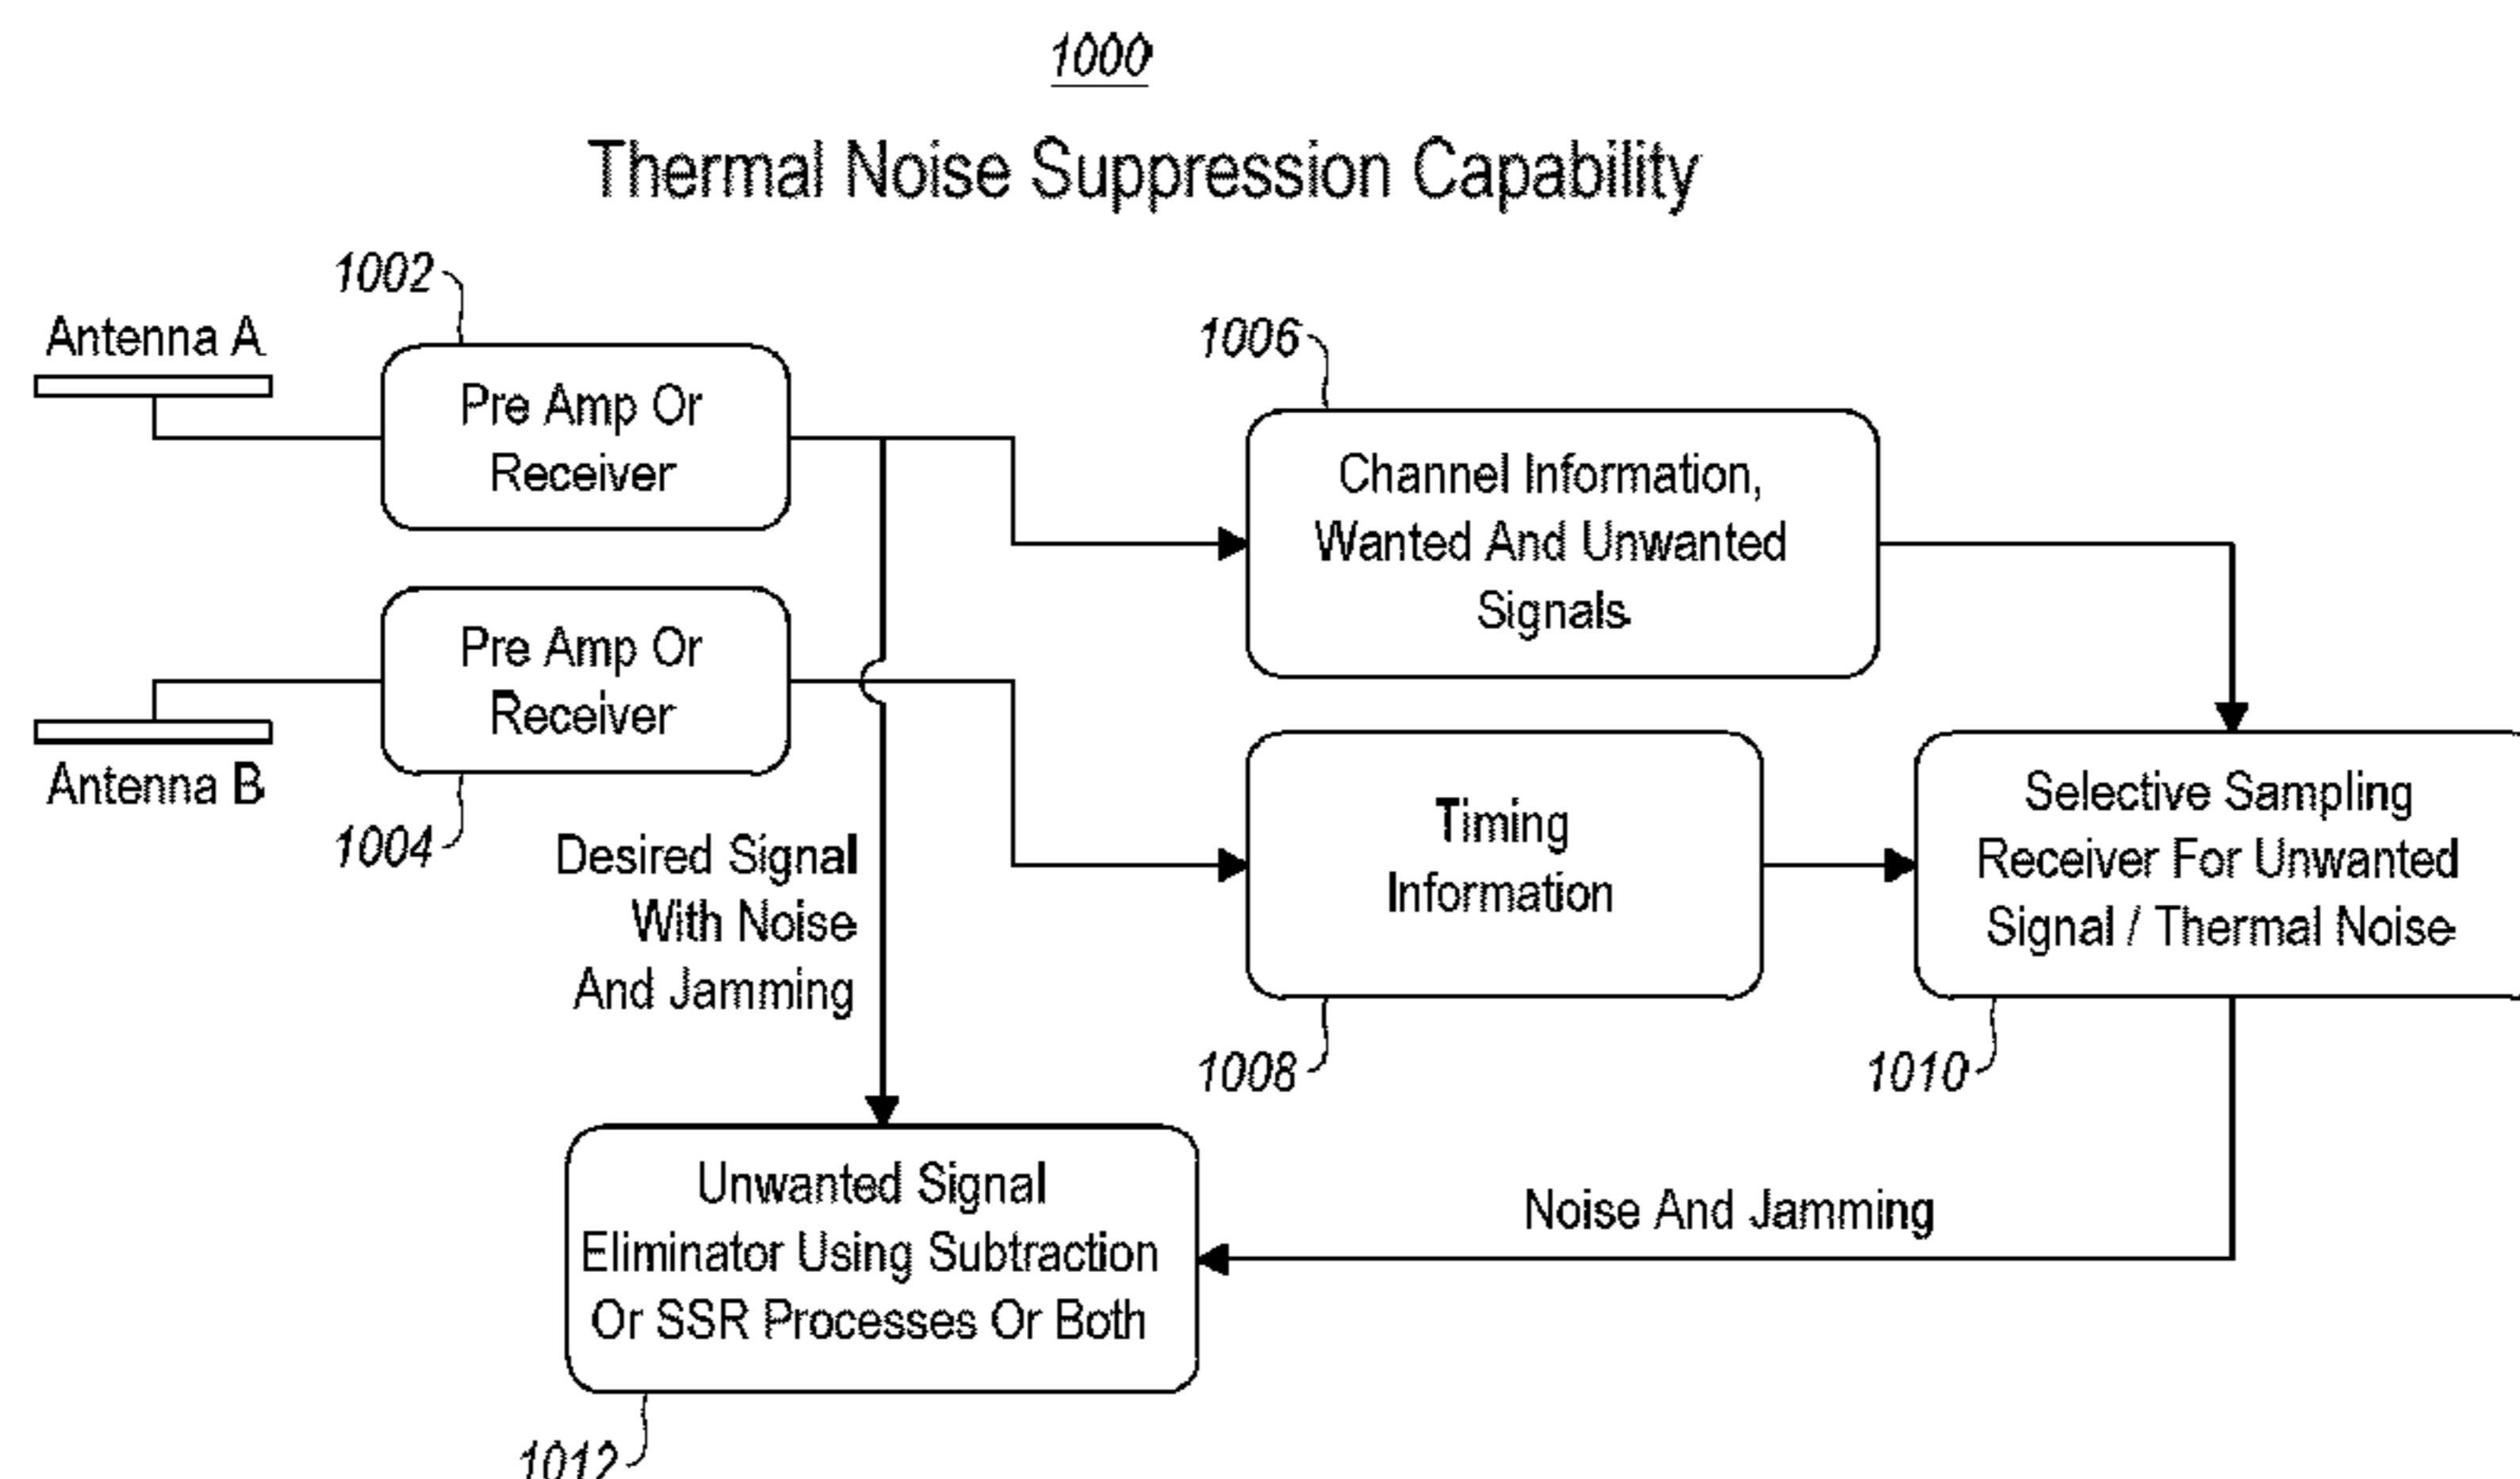 1000
Thermal Noise Suppression Capability
1002
Antenna A
Pre Amp Or
Receiver
1006
Channel Information,
Wanted And Unwanted
Signals
Pre Amp Or
Receiver
Antenna B
1004
Desired Signal
With Noise
And Jamming
Timing
Information
1008
Selective Sampling
Receiver For Unwanted
Signal / Thermal Noise
1010
Unwanted Signal
Eliminator Using Subtraction
Or SSR Processes Or Both
Noise And Jamming
1012